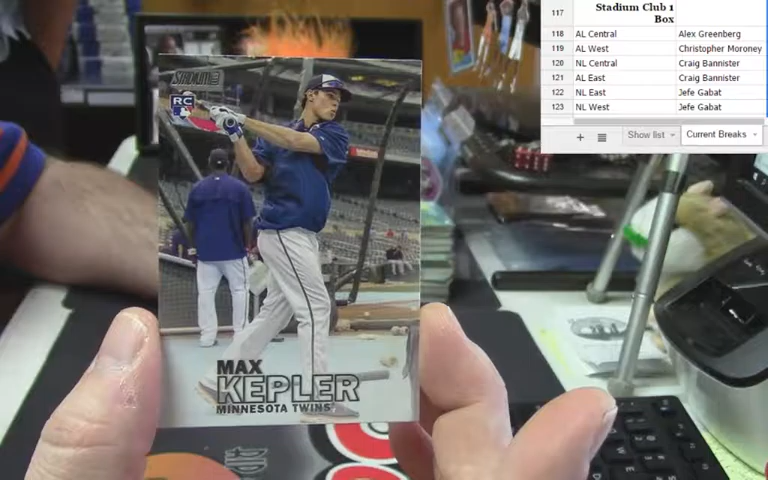 117 Stadium Club 1
Box
118 AL Central Alex Greenberg
119 AL West Christopher Moroney
120 NL Central Craig Bannister
121 AL East Craig Bannister
122 NL East Jefe Gabat
123 NL West Jefe Gabat
+ Show list Current Breaks
RC
MAX
KEPLER
MINNESOTA TWINS